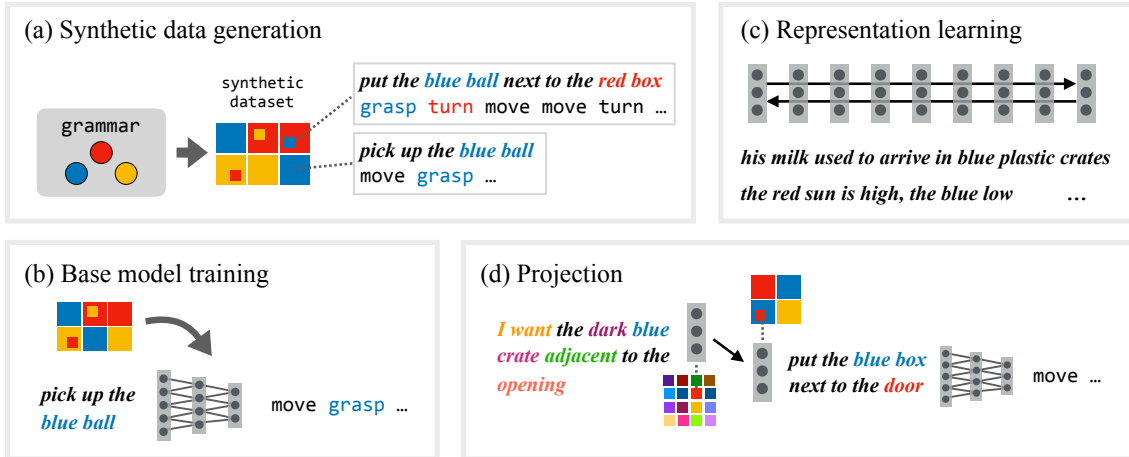 (a) Synthetic data generation
grammar
synthetic
dataset
put the blue ball next to the red box
grasp turn move move turn …
pick up the blue ball
move grasp …
(c) Representation learning
his milk used to arrive in blue plastic crates
the red sun is high, the blue low …
(b) Base model training
pick up the
blue ball
move grasp …
(d) Projection
I want the dark blue
crate adjacent to the
opening
put the blue box
next to the door
move …